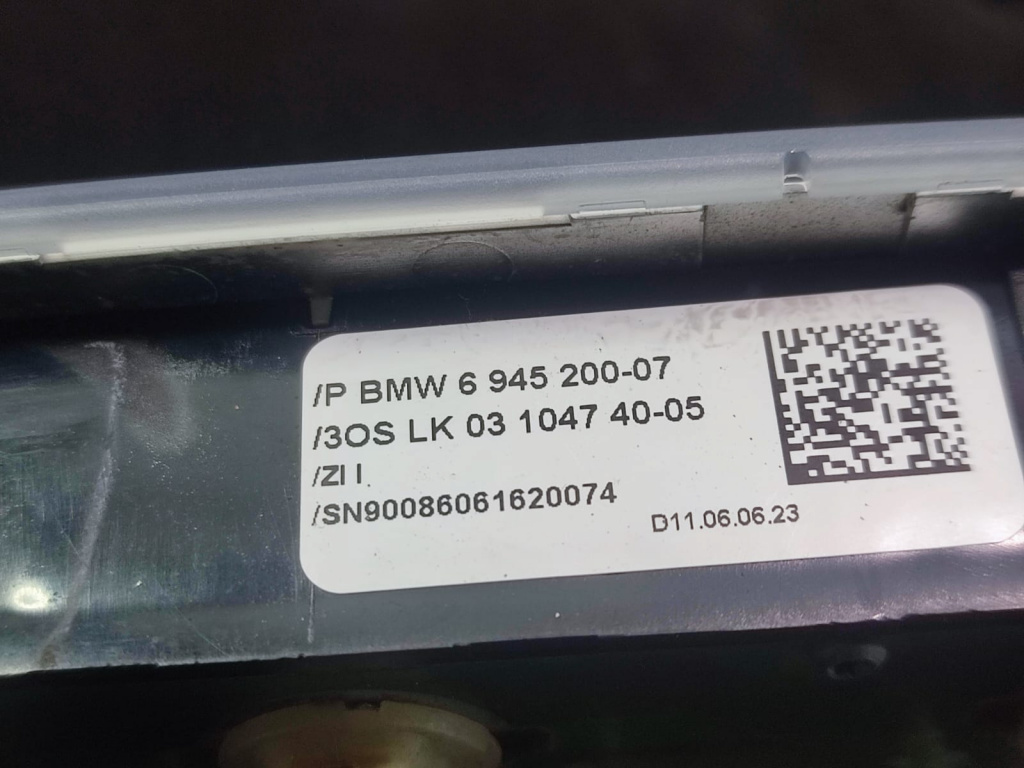 /P BMW 6 945 200-07
/3OS LK 03 1047 40-05
/ZI I.
/SN90086061620074
D11.06.06.23